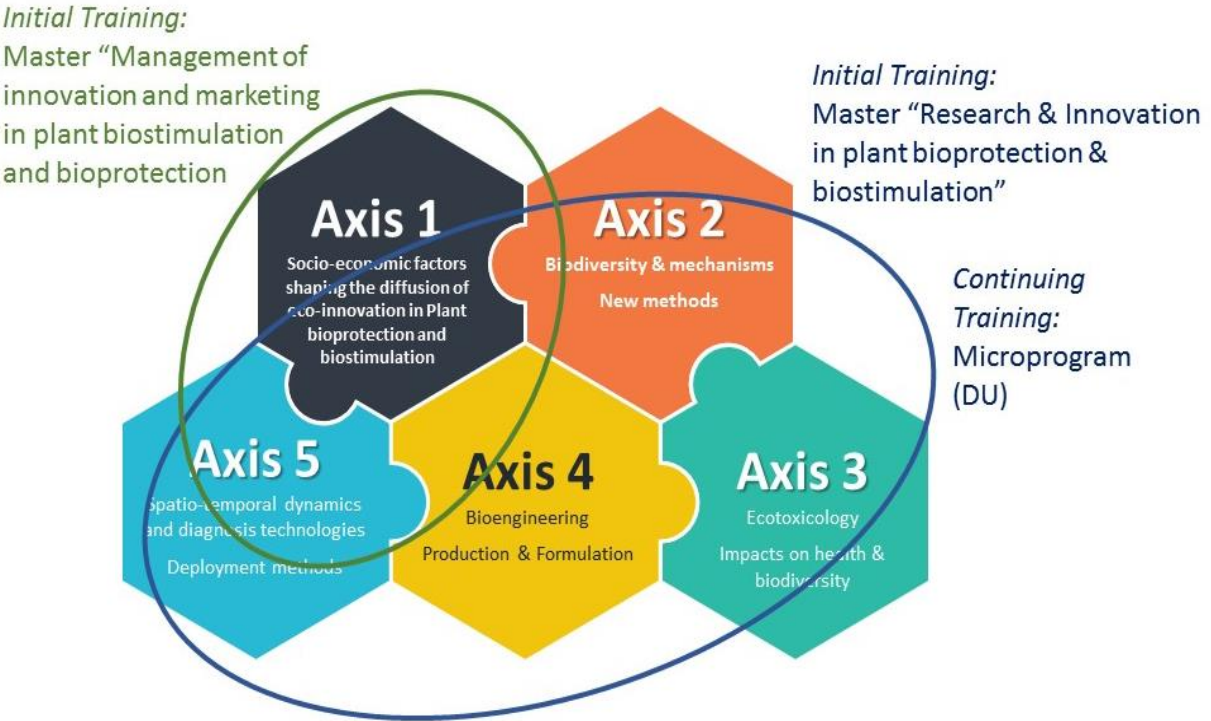 Initial Training:
Master “Management of
innovation and marketing
in plant biostimulation
and bioprotection
Initial Training:
Master “Research & Innovation
in plant bioprotection &
biostimulation”
Continuing
Training:
Microprogram
(DU)
Axis 1
Socio-economic factors
shaping the diffusion of
eco-innovation in Plant
bioprotection and
biostimulation
Axis 2
Biodiversity & mechanisms
New methods
Axis 5
Spatio-temporal dynamics
and diagnosis technologies
Deployment methods
Axis 4
Bioengineering
Production & Formulation
Axis 3
Ecotoxicology
Impacts on health &
biodiversity